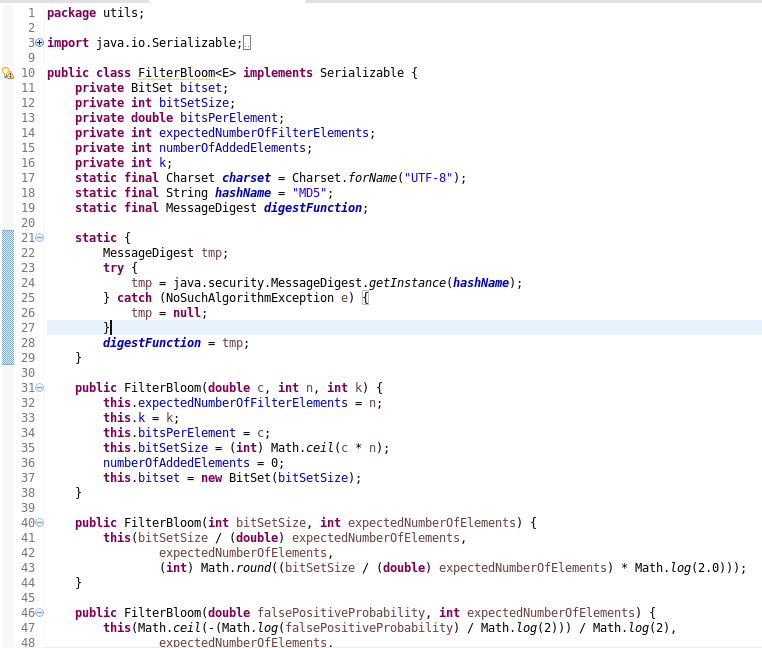 1 package utils;
2
3 import java.io.Serializable;
9
10 public class FilterBloom<E> implements Serializable {
11     private BitSet bitset;
12     private int bitSetSize;
13     private double bitsPerElement;
14     private int expectedNumberOfFilterElements;
15     private int numberOfAddedElements;
16     private int k;
17     static final Charset charset = Charset.forName("UTF-8");
18     static final String hashName = "MD5";
19     static final MessageDigest digestFunction;
20
21     static {
22         MessageDigest tmp;
23         try {
24             tmp = java.security.MessageDigest.getInstance(hashName);
25         } catch (NoSuchAlgorithmException e) {
26             tmp = null;
27         }
28         digestFunction = tmp;
29     }
30
31     public FilterBloom(double c, int n, int k) {
32         this.expectedNumberOfFilterElements = n;
33         this.k = k;
34         this.bitsPerElement = c;
35         this.bitSetSize = (int) Math.ceil(c * n);
36         numberOfAddedElements = 0;
37         this.bitset = new BitSet(bitSetSize);
38     }
39
40     public FilterBloom(int bitSetSize, int expectedNumberOfElements) {
41         this(bitSetSize / (double) expectedNumberOfElements,
42                 expectedNumberOfElements,
43                 (int) Math.round((bitSetSize / (double) expectedNumberOfElements) * Math.log(2.0)));
44     }
45
46     public FilterBloom(double falsePositiveProbability, int expectedNumberOfElements) {
47         this(Math.ceil(-(Math.log(falsePositiveProbability) / Math.log(2))) / Math.log(2),
48                 expectedNumberOfElements,